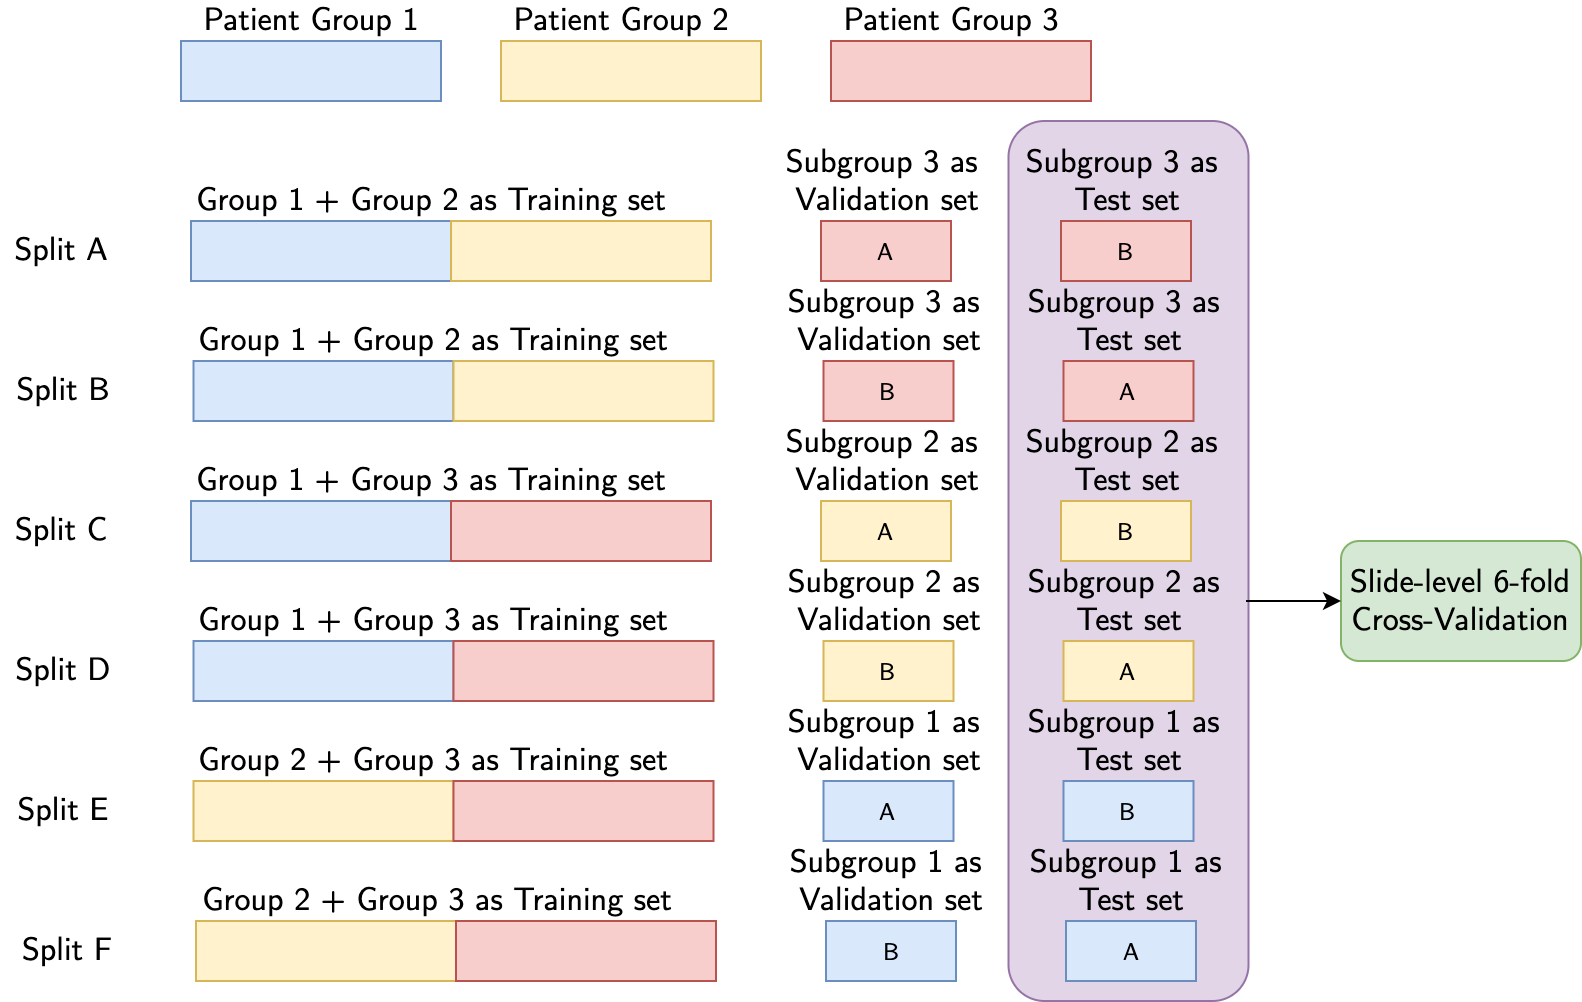 Patient Group 1
Patient Group 2
Patient Group 3
Subgroup 3 as
Validation set
Subgroup 3 as
Test set
Group 1 + Group 2 as Training set
Split A
A
B
Subgroup 3 as
Validation set
Subgroup 3 as
Test set
Group 1 + Group 2 as Training set
Split B
B
A
Subgroup 2 as
Validation set
Subgroup 2 as
Test set
Group 1 + Group 3 as Training set
Split C
A
B
Subgroup 2 as
Validation set
Subgroup 2 as
Test set
Group 1 + Group 3 as Training set
Split D
B
A
Subgroup 1 as
Validation set
Subgroup 1 as
Test set
Group 2 + Group 3 as Training set
Split E
A
B
Subgroup 1 as
Validation set
Subgroup 1 as
Test set
Group 2 + Group 3 as Training set
Split F
B
A
Slide-level 6-fold
Cross-Validation